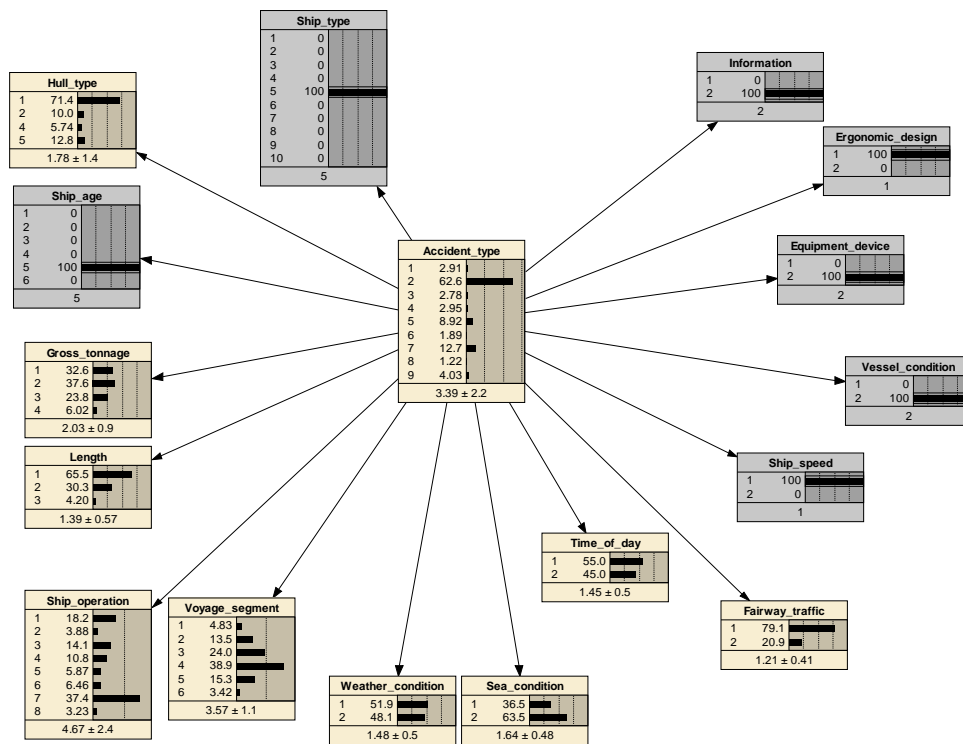 Ship_type
1 0
2 0
3 0
4 0
5 100
6 0
7 0
8 0
9 0
10 0
5
Hull_type
1 71.4
2 10.0
4 5.74
5 12.8
1.78 ± 1.4
Information
1 0
2 100
2
Ergonomic_design
1 100
2 0
1
Ship_age
1 0
2 0
3 0
4 0
5 100
6 0
5
Accident_type
1 2.91
2 62.6
3 2.78
4 2.95
5 8.92
6 1.89
7 12.7
8 1.22
9 4.03
3.39 ± 2.2
Equipment_device
1 0
2 100
2
Gross_tonnage
1 32.6
2 37.6
3 23.8
4 6.02
2.03 ± 0.9
Vessel_condition
1 0
2 100
2
Length
1 65.5
2 30.3
3 4.20
1.39 ± 0.57
Ship_speed
1 100
2 0
1
Time_of_day
1 55.0
2 45.0
1.45 ± 0.5
Ship_operation
1 18.2
2 3.88
3 14.1
4 10.8
5 5.87
6 6.46
7 37.4
8 3.23
4.67 ± 2.4
Voyage_segment
1 4.83
2 13.5
3 24.0
4 38.9
5 15.3
6 3.42
3.57 ± 1.1
Fairway_traffic
1 79.1
2 20.9
1.21 ± 0.41
Weather_condition
1 51.9
2 48.1
1.48 ± 0.5
Sea_condition
1 36.5
2 63.5
1.64 ± 0.48